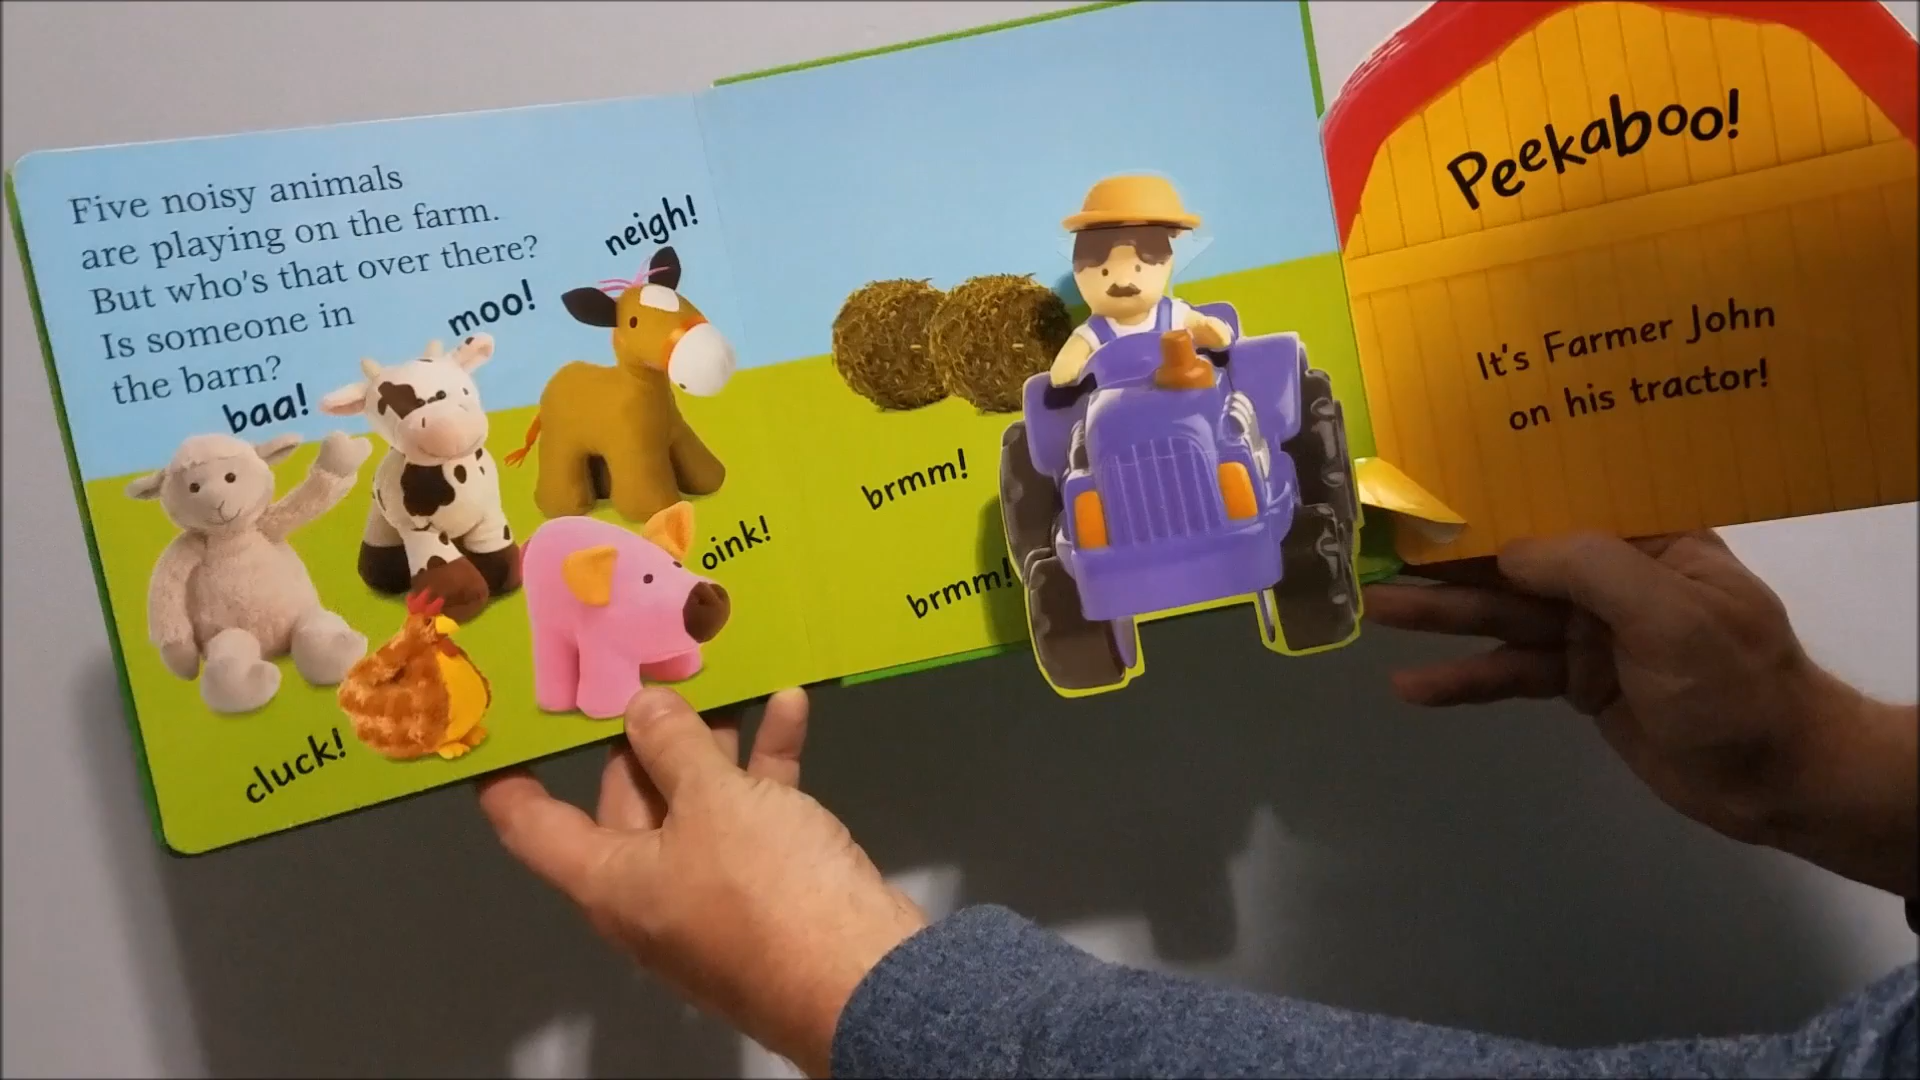 Five noisy animals
are playing on the farm.
But who's that over there?
Is someone in
the barn?
baa!
moo!
neigh!
oink!
cluck!
brmm!
brmm!
Peekaboo!
It's Farmer John
on his tractor!